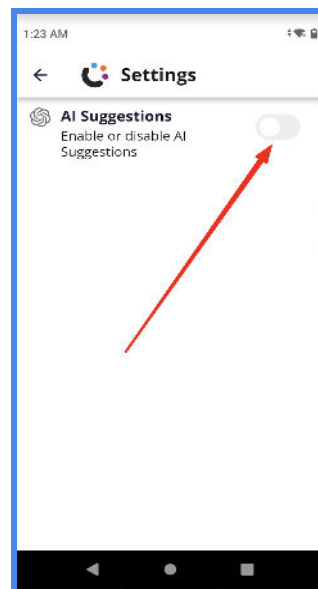 1:23 AM
Settings
AI Suggestions
Enable or disable AI
Suggestions